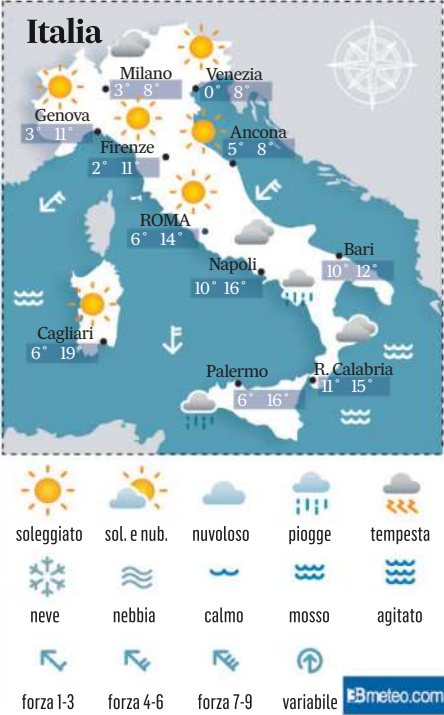 Italia
Milano
3° 8°
Venezia
0° 8°
Genova
3° 11°
Firenze
2° 11°
Ancona
5° 8°
ROMA
6° 14°
Napoli
10° 16°
Bari
10° 12°
Cagliari
6° 19°
Palermo
6° 16°
R. Calabria
11° 15°
soleggiato sol. e nub. nuvoloso piogge tempesta
neve nebbia calmo mosso agitato
forza 1-3 forza 4-6 forza 7-9 variabile
3Bmeteo.com